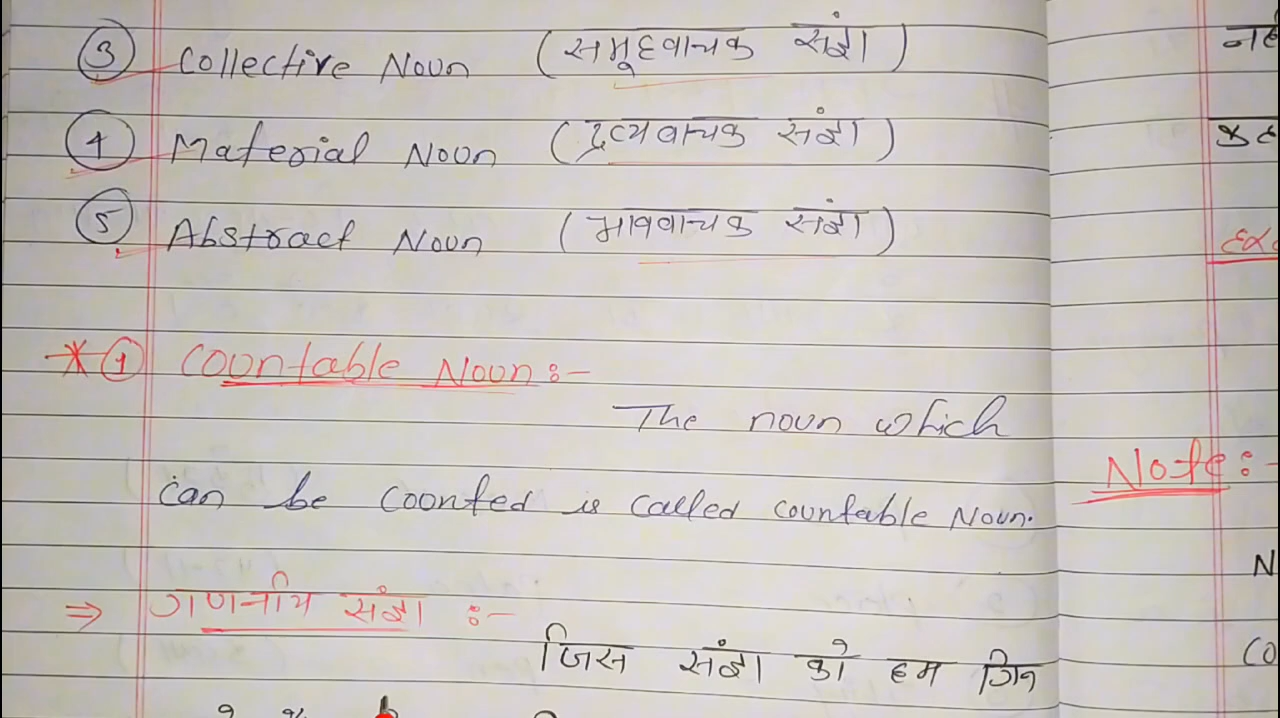 ③ Collective Noun (समूहवाचक संज्ञा)
④ Material Noun (द्रव्यवाचक संज्ञा)
⑤ Abstract Noun (भाववाचक संज्ञा)
* ① Countable Noun :-
The noun which
can be counted is called countable Noun.
⇒ गणनीय संज्ञा :-
जिस संज्ञा को हम गिन
Note :-
N
CO